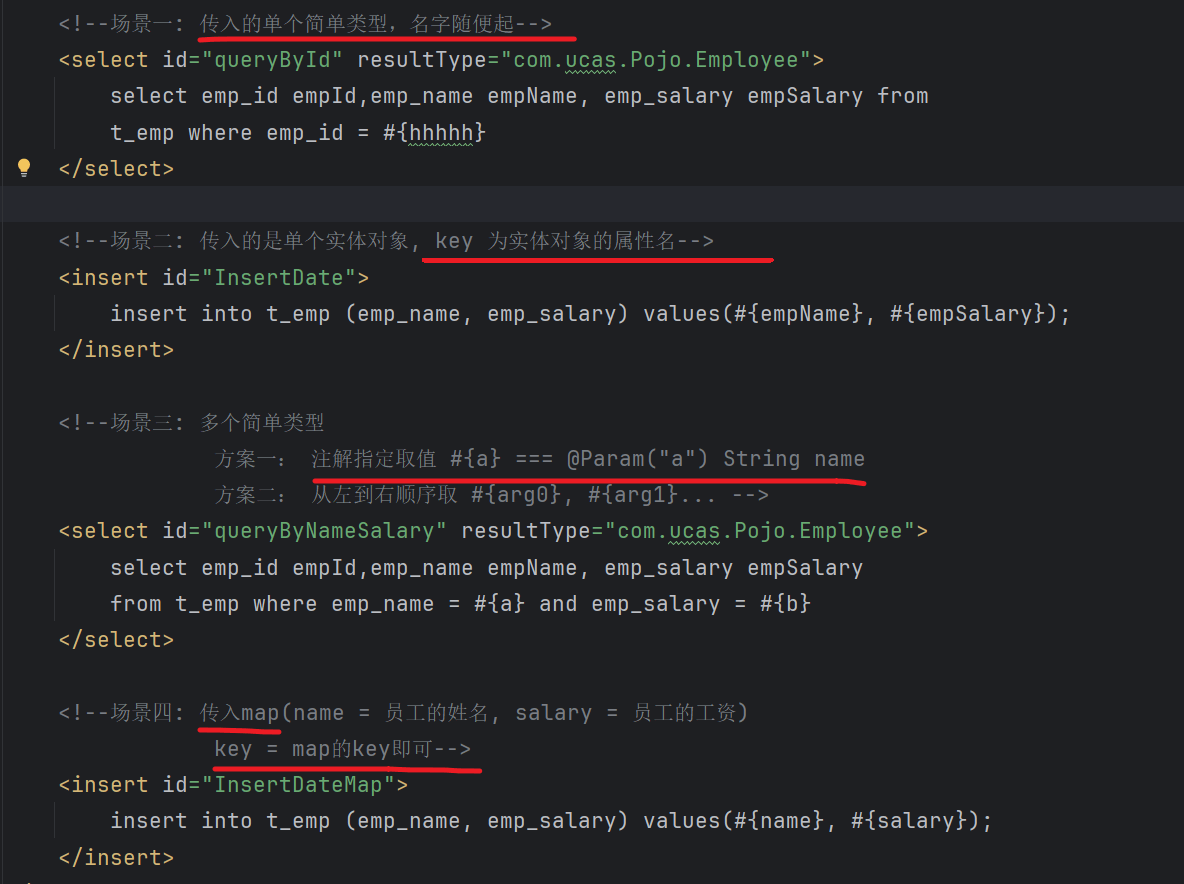 <!--场景一: 传入的单个简单类型，名字随便起-->
<select id="queryById" resultType="com.ucas.Pojo.Employee">
select emp_id empId,emp_name empName, emp_salary empSalary from
t_emp where emp_id = #{hhhhh}
</select>
<!--场景二: 传入的是单个实体对象, key 为实体对象的属性名-->
<insert id="InsertDate">
insert into t_emp (emp_name, emp_salary) values(#{empName}, #{empSalary});
</insert>
<!--场景三: 多个简单类型
方案一： 注解指定取值 #{a} === @Param("a") String name
方案二： 从左到右顺序取 #{arg0}, #{arg1}... -->
<select id="queryByNameSalary" resultType="com.ucas.Pojo.Employee">
select emp_id empId,emp_name empName, emp_salary empSalary
from t_emp where emp_name = #{a} and emp_salary = #{b}
</select>
<!--场景四: 传入map(name = 员工的姓名, salary = 员工的工资)
key = map的key即可-->
<insert id="InsertDateMap">
insert into t_emp (emp_name, emp_salary) values(#{name}, #{salary});
</insert>